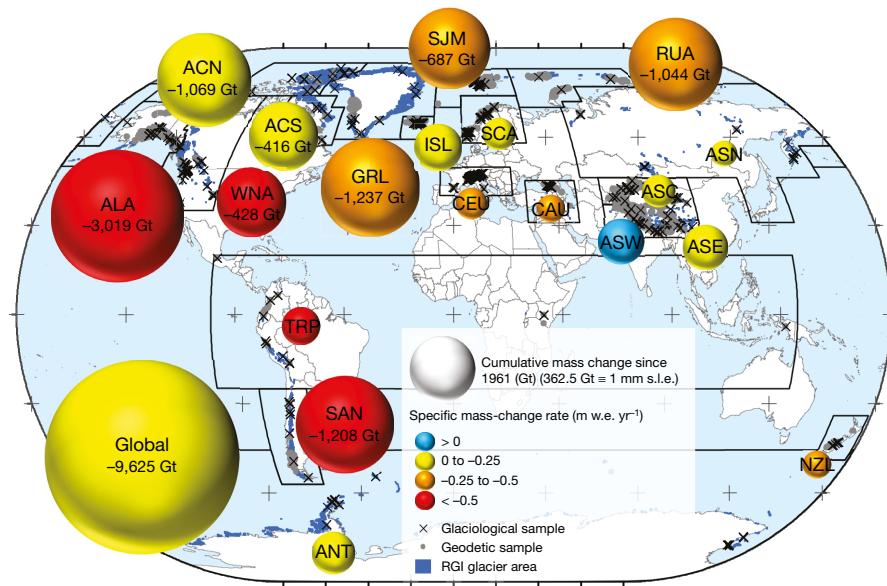 SJM
−687 Gt
RUA
−1,044 Gt
ACN
−1,069 Gt
ACS
−416 Gt
ISL
SCA
ASN
ALA
−3,019 Gt
WNA
−428 Gt
GRL
−1,237 Gt
CEU
CAU
ASC
ASW
ASE
TRP
Global
−9,625 Gt
SAN
−1,208 Gt
ANT
NZL
Cumulative mass change since
1961 (Gt) (362.5 Gt ≡ 1 mm s.l.e.)
Specific mass-change rate (m w.e. yr⁻¹)
> 0
0 to −0.25
−0.25 to −0.5
< −0.5
Glaciological sample
Geodetic sample
RGI glacier area